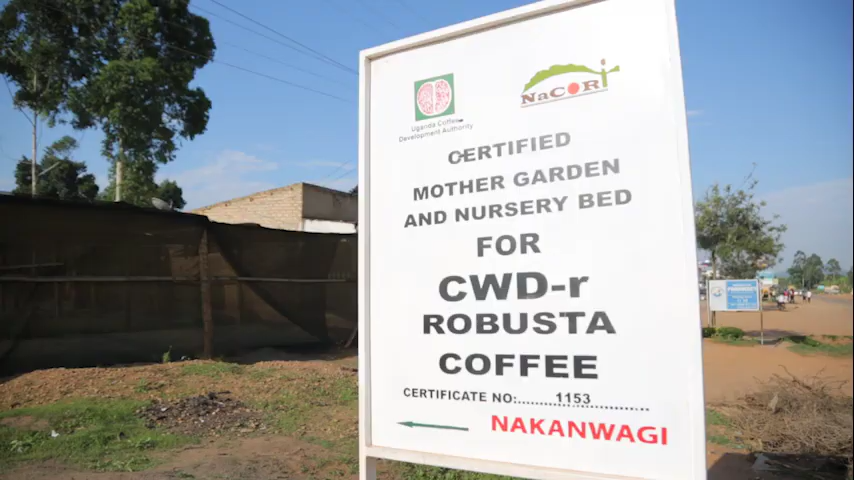 Uganda Coffee
Development Authority
NaCORI
CERTIFIED
MOTHER GARDEN
AND NURSERY BED
FOR
CWD-r
ROBUSTA
COFFEE
CERTIFICATE NO:.........1153..............
NAKANWAGI